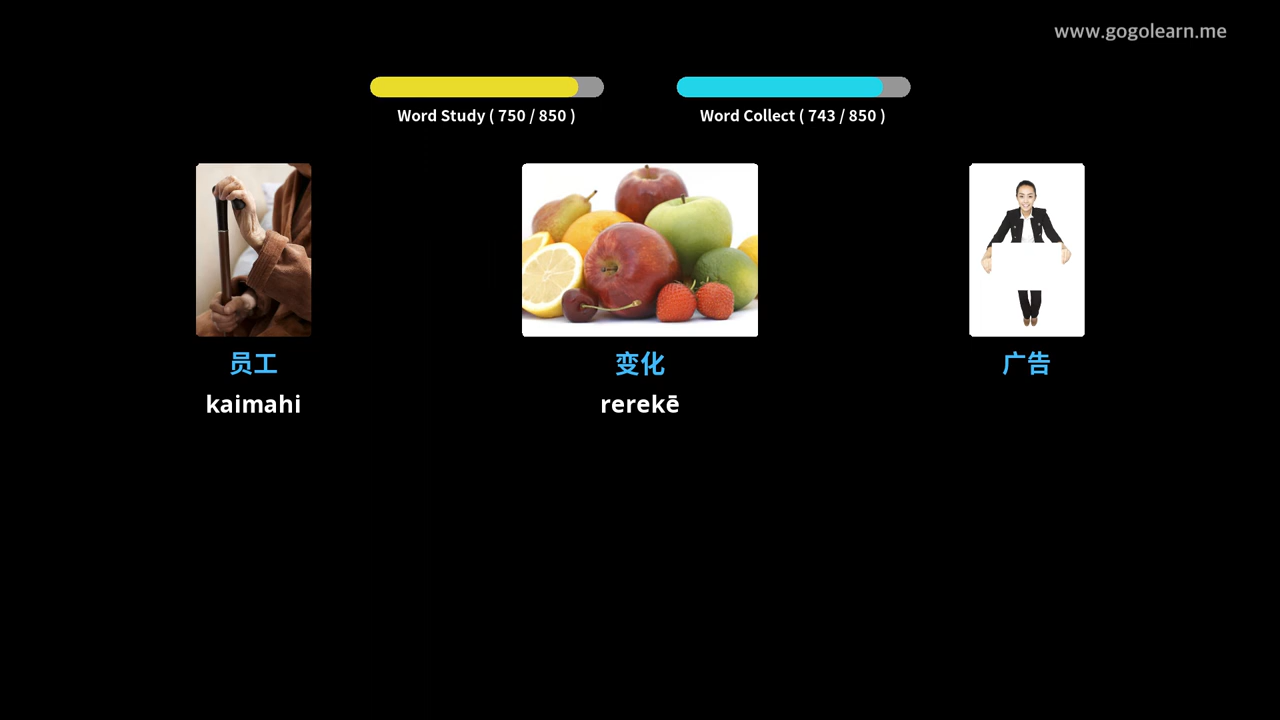 www.gogolearn.me
Word Study ( 750 / 850 )
Word Collect ( 743 / 850 )
员工
变化
广告
kaimahi
rerekē